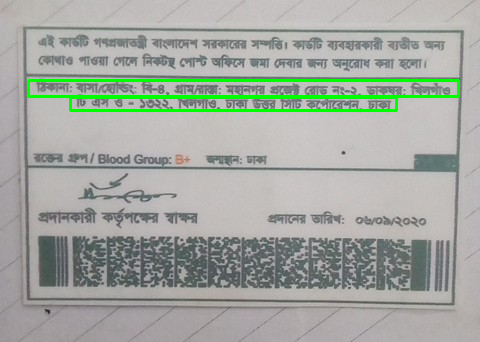 এই কার্ডটি গণপ্রজাতন্ত্রী বাংলাদেশ সরকারের সম্পত্তি। কার্ডটি ব্যবহারকারী ব্যতীত অন্য
কোথাও পাওয়া গেলে নিকটস্থ পোস্ট অফিসে জমা দেবার জন্য অনুরোধ করা হলো।
ঠিকানা: বাসা/হোল্ডিং: বি-৪, গ্রাম/রাস্তা: মহানগর প্রজেক্ট রোড নং-২, ডাকঘর: খিলগাঁও
টি এস ও - ১৩২২, খিলগাঁও, ঢাকা উত্তর সিটি কর্পোরেশন, ঢাকা
রক্তের গ্রুপ / Blood Group: B+ জন্মস্থান: ঢাকা
প্রদানকারী কর্তৃপক্ষের স্বাক্ষর প্রদানের তারিখ: ০৬/০৯/২০২০